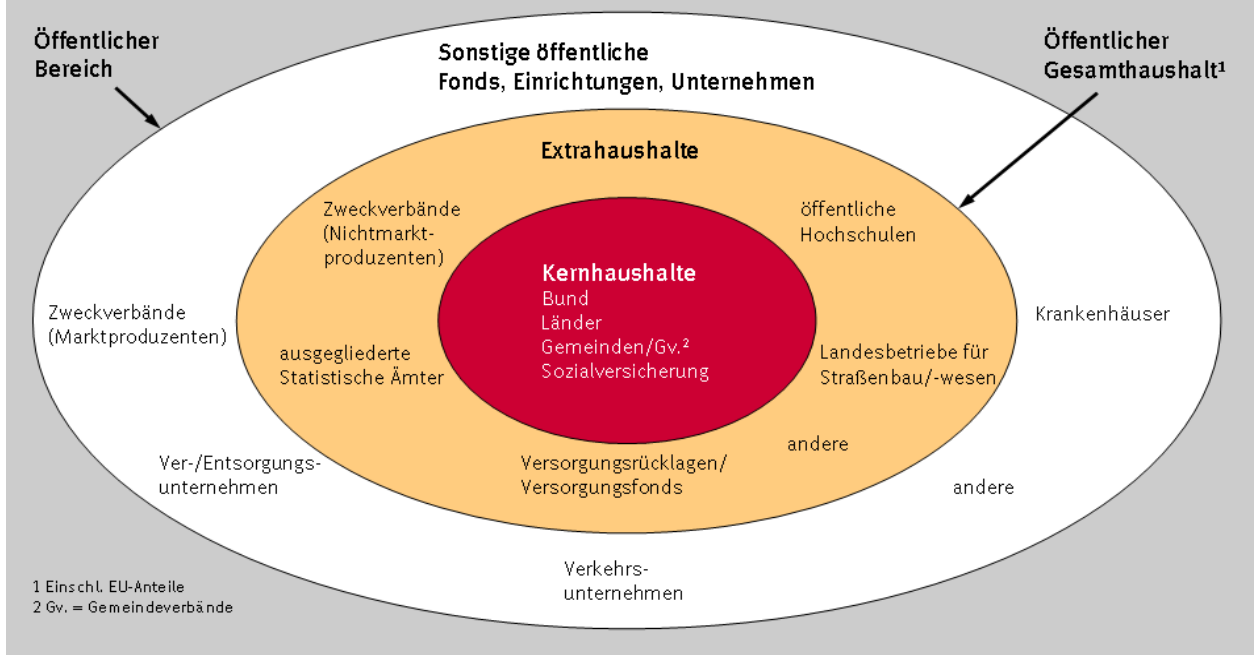 Öffentlicher
Bereich
Sonstige öffentliche
Fonds, Einrichtungen, Unternehmen
Öffentlicher
Gesamthaushalt¹
Extrahaushalte
Zweckverbände
(Nichtmarkt-
produzenten)
öffentliche
Hochschulen
Kernhaushalte
Bund
Länder
Gemeinden/Gv.²
Sozialversicherung
Zweckverbände
(Marktproduzenten)
Krankenhäuser
ausgegliederte
Statistische Ämter
Landesbetriebe für
Straßenbau/-wesen
andere
Ver-/Entsorgungs-
unternehmen
Versorgungsrücklagen/
Versorgungsfonds
andere
Verkehrs-
unternehmen
1 Einschl. EU-Anteile
2 Gv. = Gemeindeverbände